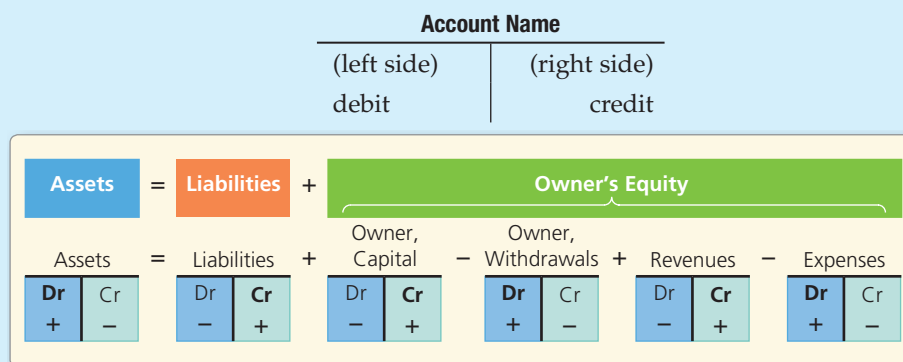 Account Name
(left side) (right side)
debit credit
Assets = Liabilities + Owner's Equity
Owner, Owner,
Assets = Liabilities + Capital – Withdrawals + Revenues – Expenses
Dr Cr Dr Cr Dr Cr Dr Cr Dr Cr Dr Cr
+ – – + – + + – – + + –